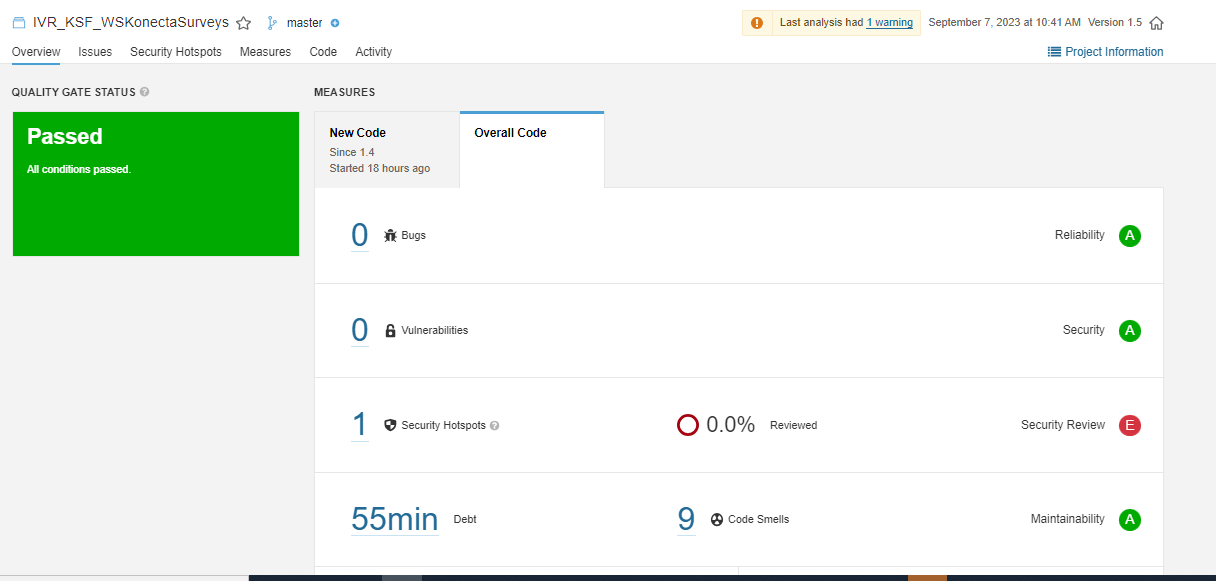 IVR_KSF_WSKonectaSurveys master Last analysis had 1 warning September 7, 2023 at 10:41 AM Version 1.5
Overview Issues Security Hotspots Measures Code Activity Project Information
QUALITY GATE STATUS ?
Passed
All conditions passed.
MEASURES
New Code
Since 1.4
Started 18 hours ago
Overall Code
0 Bugs Reliability A
0 Vulnerabilities Security A
1 Security Hotspots ? 0.0% Reviewed Security Review E
55min Debt 9 Code Smells Maintainability A